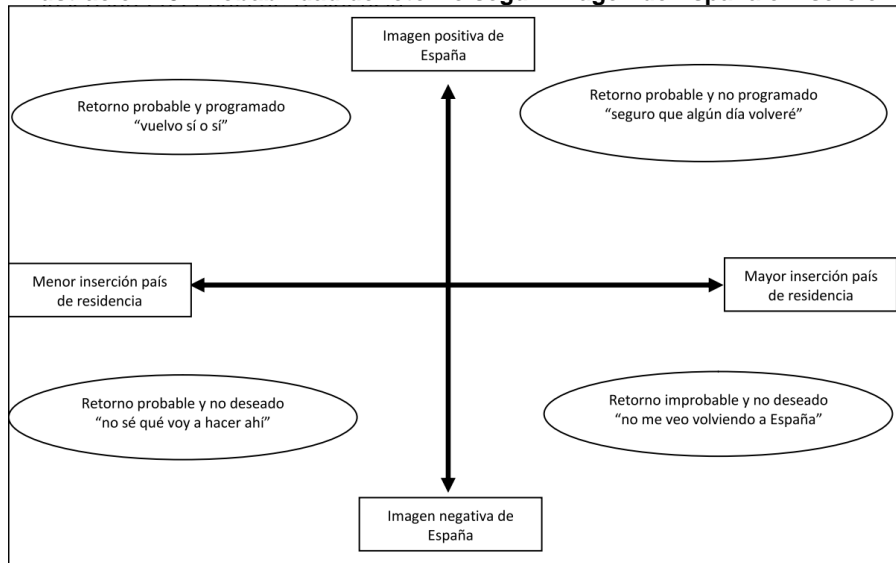 Imagen positiva de
España
Retorno probable y programado
“vuelvo sí o sí”
Retorno probable y no programado
“seguro que algún día volveré”
Menor inserción país
de residencia
Mayor inserción país
de residencia
Retorno probable y no deseado
“no sé qué voy a hacer ahí”
Retorno improbable y no deseado
“no me veo volviendo a España”
Imagen negativa de
España